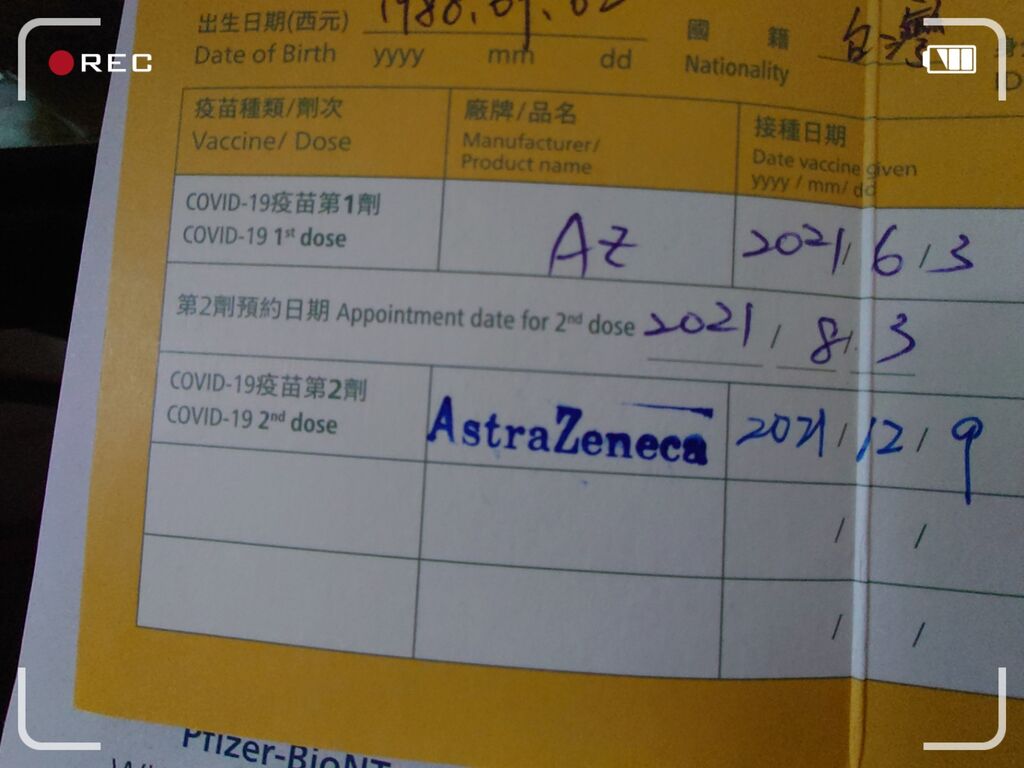 REC
出生日期(西元)
Date of Birth yyyy mm dd
國籍 台灣
Nationality
疫苗種類/劑次 廠牌/品名 接種日期
Vaccine/ Dose Manufacturer/ Product name Date vaccine given
yyyy / mm/ dd
COVID-19疫苗第1劑
COVID-19 1st dose AZ 2021/ 6 / 3
第2劑預約日期 Appointment date for 2nd dose 2021 / 8 / 3
COVID-19疫苗第2劑
COVID-19 2nd dose AstraZeneca 2021 / 12 / 9
/ /
/ /